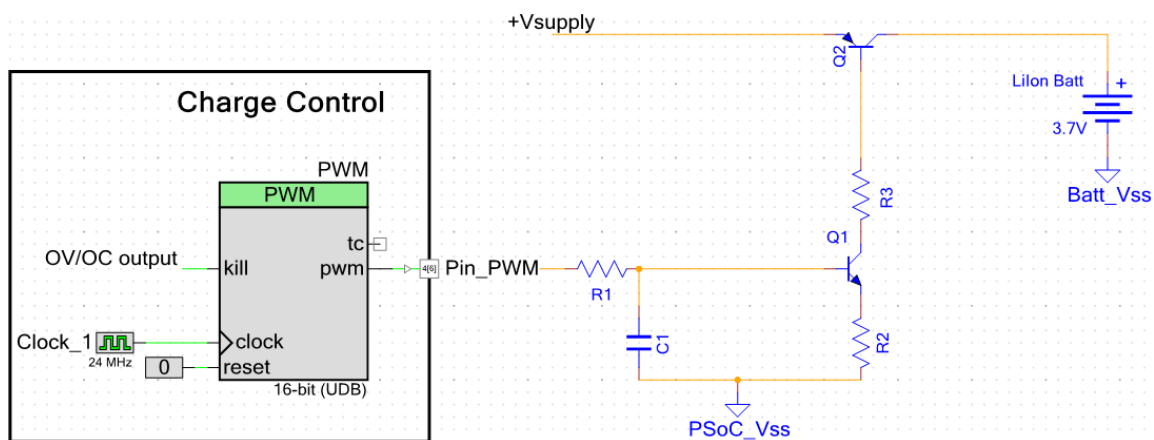 +Vsupply
Q2
Charge Control
LiIon Batt
+
3.7V
PWM
PWM
R3
Batt_Vss
tc
Q1
OV/OC output
kill
pwm
4[6]
Pin_PWM
R1
Clock_1
24 MHz
clock
C1
R2
0
reset
16-bit (UDB)
PSoC_Vss